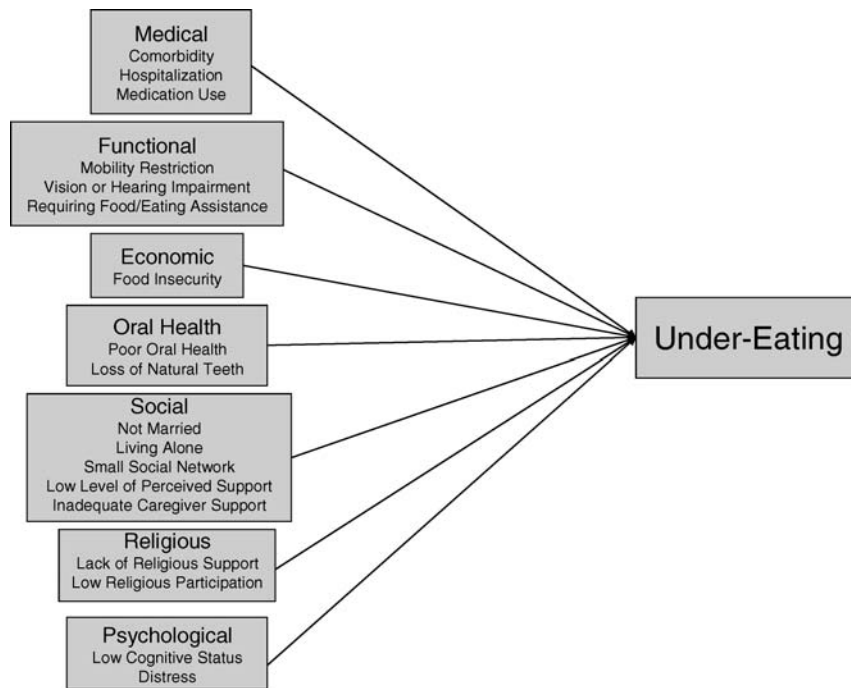 Medical
Comorbidity
Hospitalization
Medication Use
Functional
Mobility Restriction
Vision or Hearing Impairment
Requiring Food/Eating Assistance
Economic
Food Insecurity
Oral Health
Poor Oral Health
Loss of Natural Teeth
Social
Not Married
Living Alone
Small Social Network
Low Level of Perceived Support
Inadequate Caregiver Support
Religious
Lack of Religious Support
Low Religious Participation
Psychological
Low Cognitive Status
Distress
Under-Eating